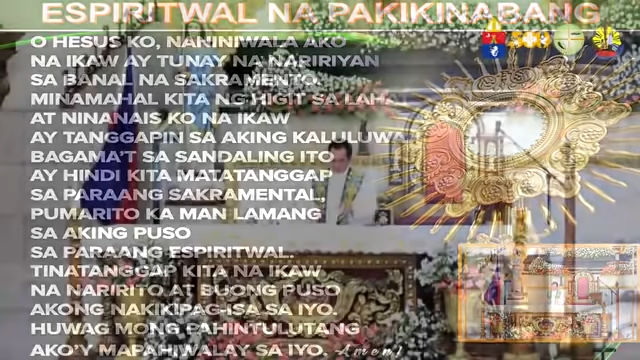 ESPIRITWAL NA PAKIKINABANG
O HESUS KO, NANINIWALA AKO
NA IKAW AY TUNAY NA NARIRIYAN
SA BANAL NA SAKRAMENTO.
MINAMAHAL KITA NG HIGIT SA LAHAT
AT NINANAIS KO NA IKAW
AY TANGGAPIN SA AKING KALULUWA.
BAGAMA'T SA SANDALING ITO
AY HINDI KITA MATATANGGAP
SA PARAANG SAKRAMENTAL,
PUMARITO KA MAN LAMANG
SA AKING PUSO
SA PARAANG ESPIRITWAL.
TINATANGGAP KITA NA IKAW
NA NARIRITO AT BUONG PUSO
AKONG NAKIKIPAG-ISA SA IYO.
HUWAG MONG PAHINTULUTANG
AKO'Y MAPAHIWALAY SA IYO. Amen!